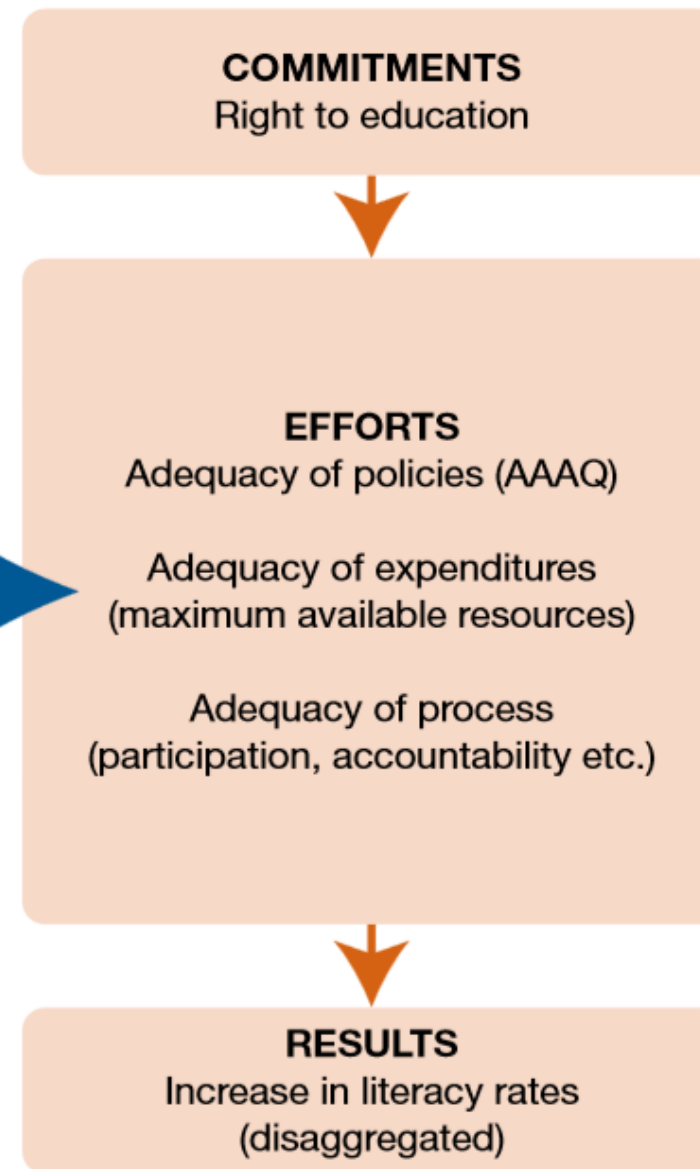 COMMITMENTS
Right to education
EFFORTS
Adequacy of policies (AAAQ)
Adequacy of expenditures
(maximum available resources)
Adequacy of process
(participation, accountability etc.)
RESULTS
Increase in literacy rates
(disaggregated)